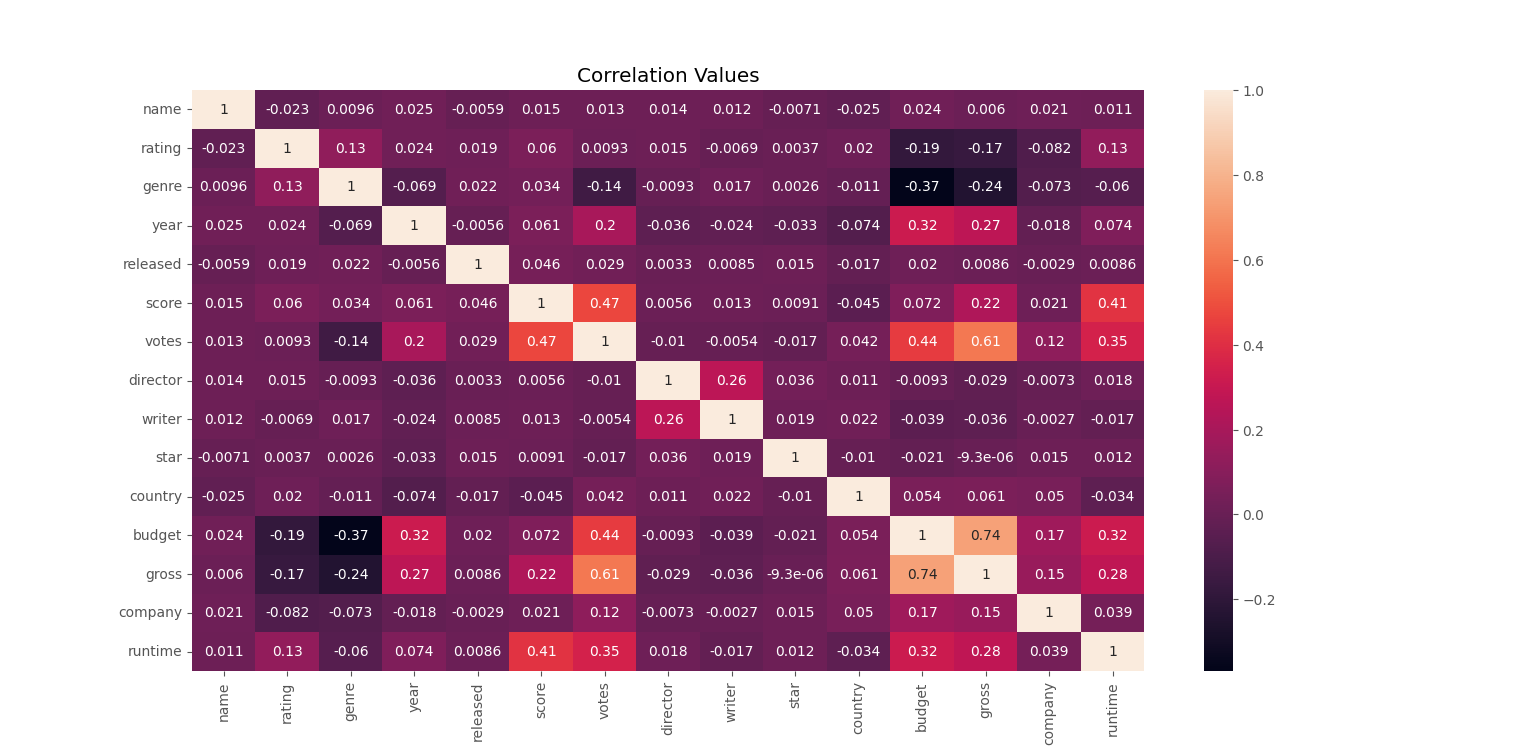 Correlation Values
name 1 -0.023 0.0096 0.025 -0.0059 0.015 0.013 0.014 0.012 -0.0071 -0.025 0.024 0.006 0.021 0.011
rating -0.023 1 0.13 0.024 0.019 0.06 0.0093 0.015 -0.0069 0.0037 0.02 -0.19 -0.17 -0.082 0.13
genre 0.0096 0.13 1 -0.069 0.022 0.034 -0.14 -0.0093 0.017 0.0026 -0.011 -0.37 -0.24 -0.073 -0.06
year 0.025 0.024 -0.069 1 -0.0056 0.061 0.2 -0.036 -0.024 -0.033 -0.074 0.32 0.27 -0.018 0.074
released -0.0059 0.019 0.022 -0.0056 1 0.046 0.029 0.0033 0.0085 0.015 -0.017 0.02 0.0086 -0.0029 0.0086
score 0.015 0.06 0.034 0.061 0.046 1 0.47 0.0056 0.013 0.0091 -0.045 0.072 0.22 0.021 0.41
votes 0.013 0.0093 -0.14 0.2 0.029 0.47 1 -0.01 -0.0054 -0.017 0.042 0.44 0.61 0.12 0.35
director 0.014 0.015 -0.0093 -0.036 0.0033 0.0056 -0.01 1 0.26 0.036 0.011 -0.0093 -0.029 -0.0073 0.018
writer 0.012 -0.0069 0.017 -0.024 0.0085 0.013 -0.0054 0.26 1 0.019 0.022 -0.039 -0.036 -0.0027 -0.017
star -0.0071 0.0037 0.0026 -0.033 0.015 0.0091 -0.017 0.036 0.019 1 -0.01 -0.021 -9.3e-06 0.015 0.012
country -0.025 0.02 -0.011 -0.074 -0.017 -0.045 0.042 0.011 0.022 -0.01 1 0.054 0.061 0.05 -0.034
budget 0.024 -0.19 -0.37 0.32 0.02 0.072 0.44 -0.0093 -0.039 -0.021 0.054 1 0.74 0.17 0.32
gross 0.006 -0.17 -0.24 0.27 0.0086 0.22 0.61 -0.029 -0.036 -9.3e-06 0.061 0.74 1 0.15 0.28
company 0.021 -0.082 -0.073 -0.018 -0.0029 0.021 0.12 -0.0073 -0.0027 0.015 0.05 0.17 0.15 1 0.039
runtime 0.011 0.13 -0.06 0.074 0.0086 0.41 0.35 0.018 -0.017 0.012 -0.034 0.32 0.28 0.039 1
name rating genre year released score votes director writer star country budget gross company runtime
1.0
0.8
0.6
0.4
0.2
0.0
−0.2